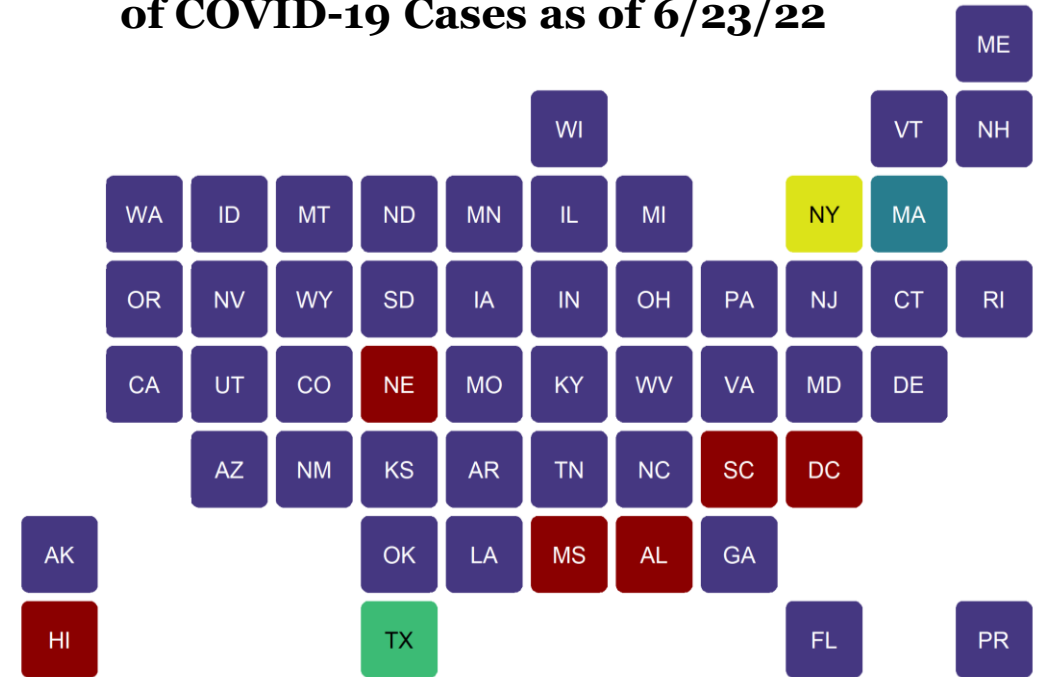 of COVID-19 Cases as of 6/23/22
ME
WI VT NH
WA ID MT ND MN IL MI NY MA
OR NV WY SD IA IN OH PA NJ CT RI
CA UT CO NE MO KY WV VA MD DE
AZ NM KS AR TN NC SC DC
AK OK LA MS AL GA
HI TX FL PR